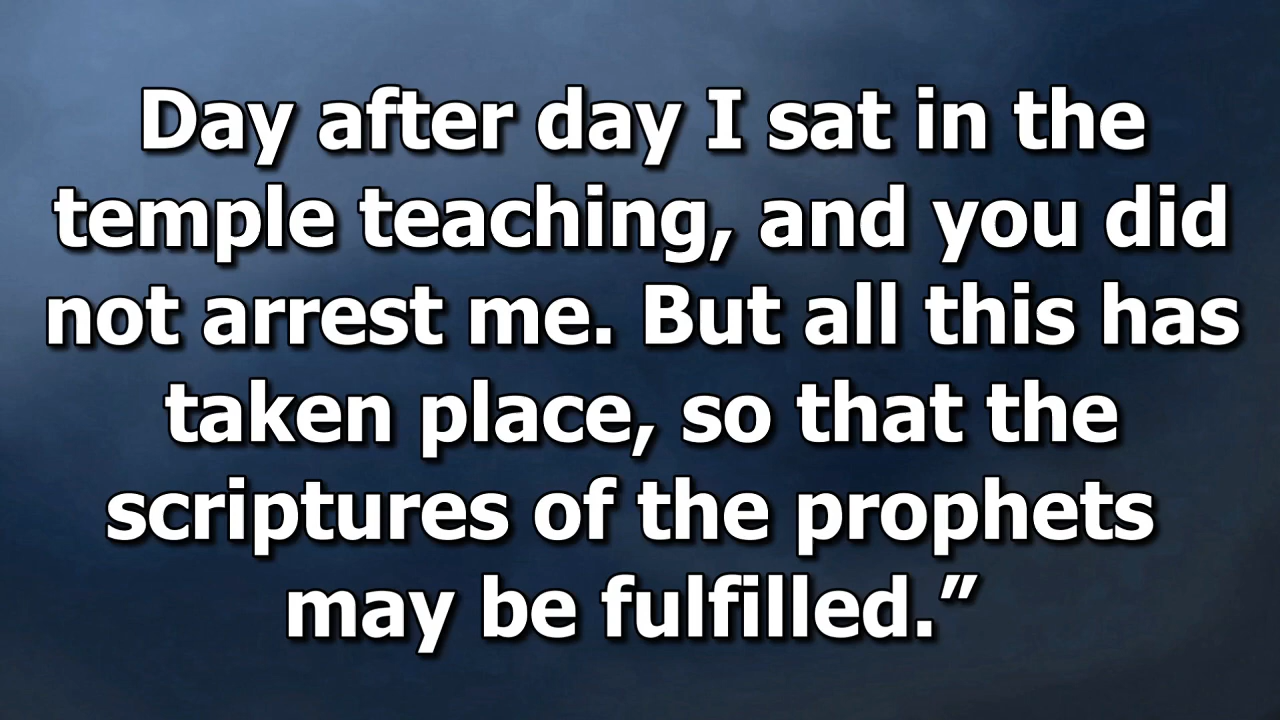 Day after day I sat in the
temple teaching, and you did
not arrest me. But all this has
taken place, so that the
scriptures of the prophets
may be fulfilled.”